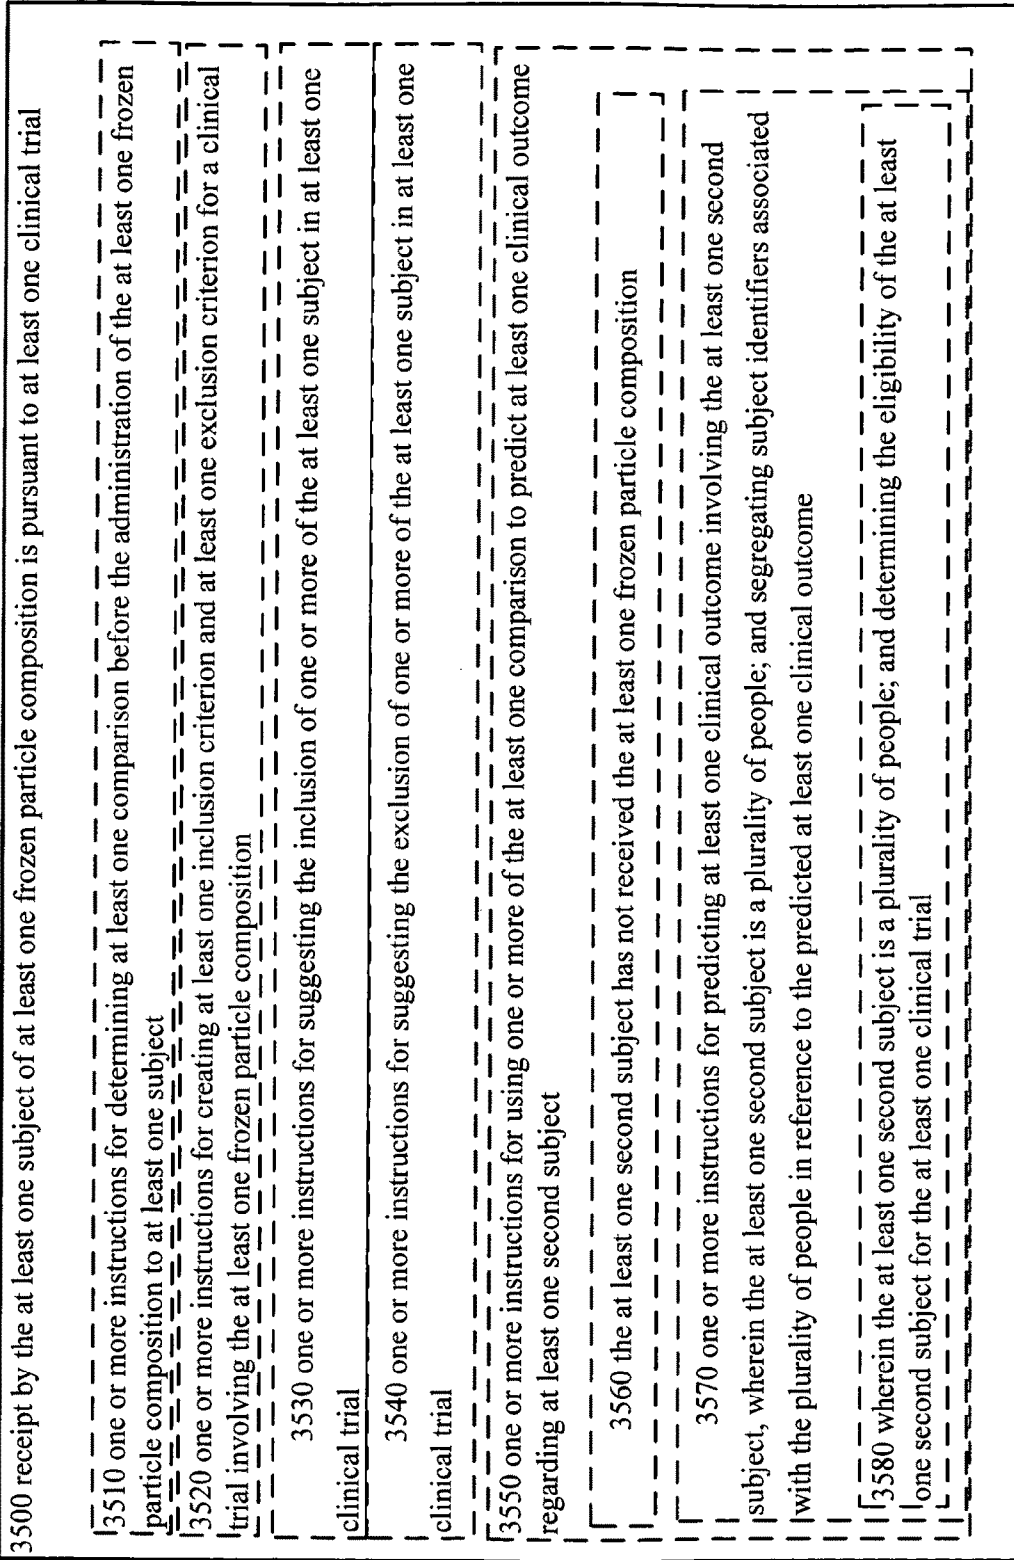 3500 receipt by the at least one subject of at least one frozen particle composition is pursuant to at least one clinical trial
3510 one or more instructions for determining at least one comparison before the administration of the at least one frozen
particle composition to at least one subject
3520 one or more instructions for creating at least one inclusion criterion and at least one exclusion criterion for a clinical
trial involving the at least one frozen particle composition
3530 one or more instructions for suggesting the inclusion of one or more of the at least one subject in at least one
clinical trial
3540 one or more instructions for suggesting the exclusion of one or more of the at least one subject in at least one
clinical trial
3550 one or more instructions for using one or more of the at least one comparison to predict at least one clinical outcome
regarding at least one second subject
3560 the at least one second subject has not received the at least one frozen particle composition
3570 one or more instructions for predicting at least one clinical outcome involving the at least one second
subject, wherein the at least one second subject is a plurality of people; and segregating subject identifiers associated
with the plurality of people in reference to the predicted at least one clinical outcome
3580 wherein the at least one second subject is a plurality of people; and determining the eligibility of the at least
one second subject for the at least one clinical trial